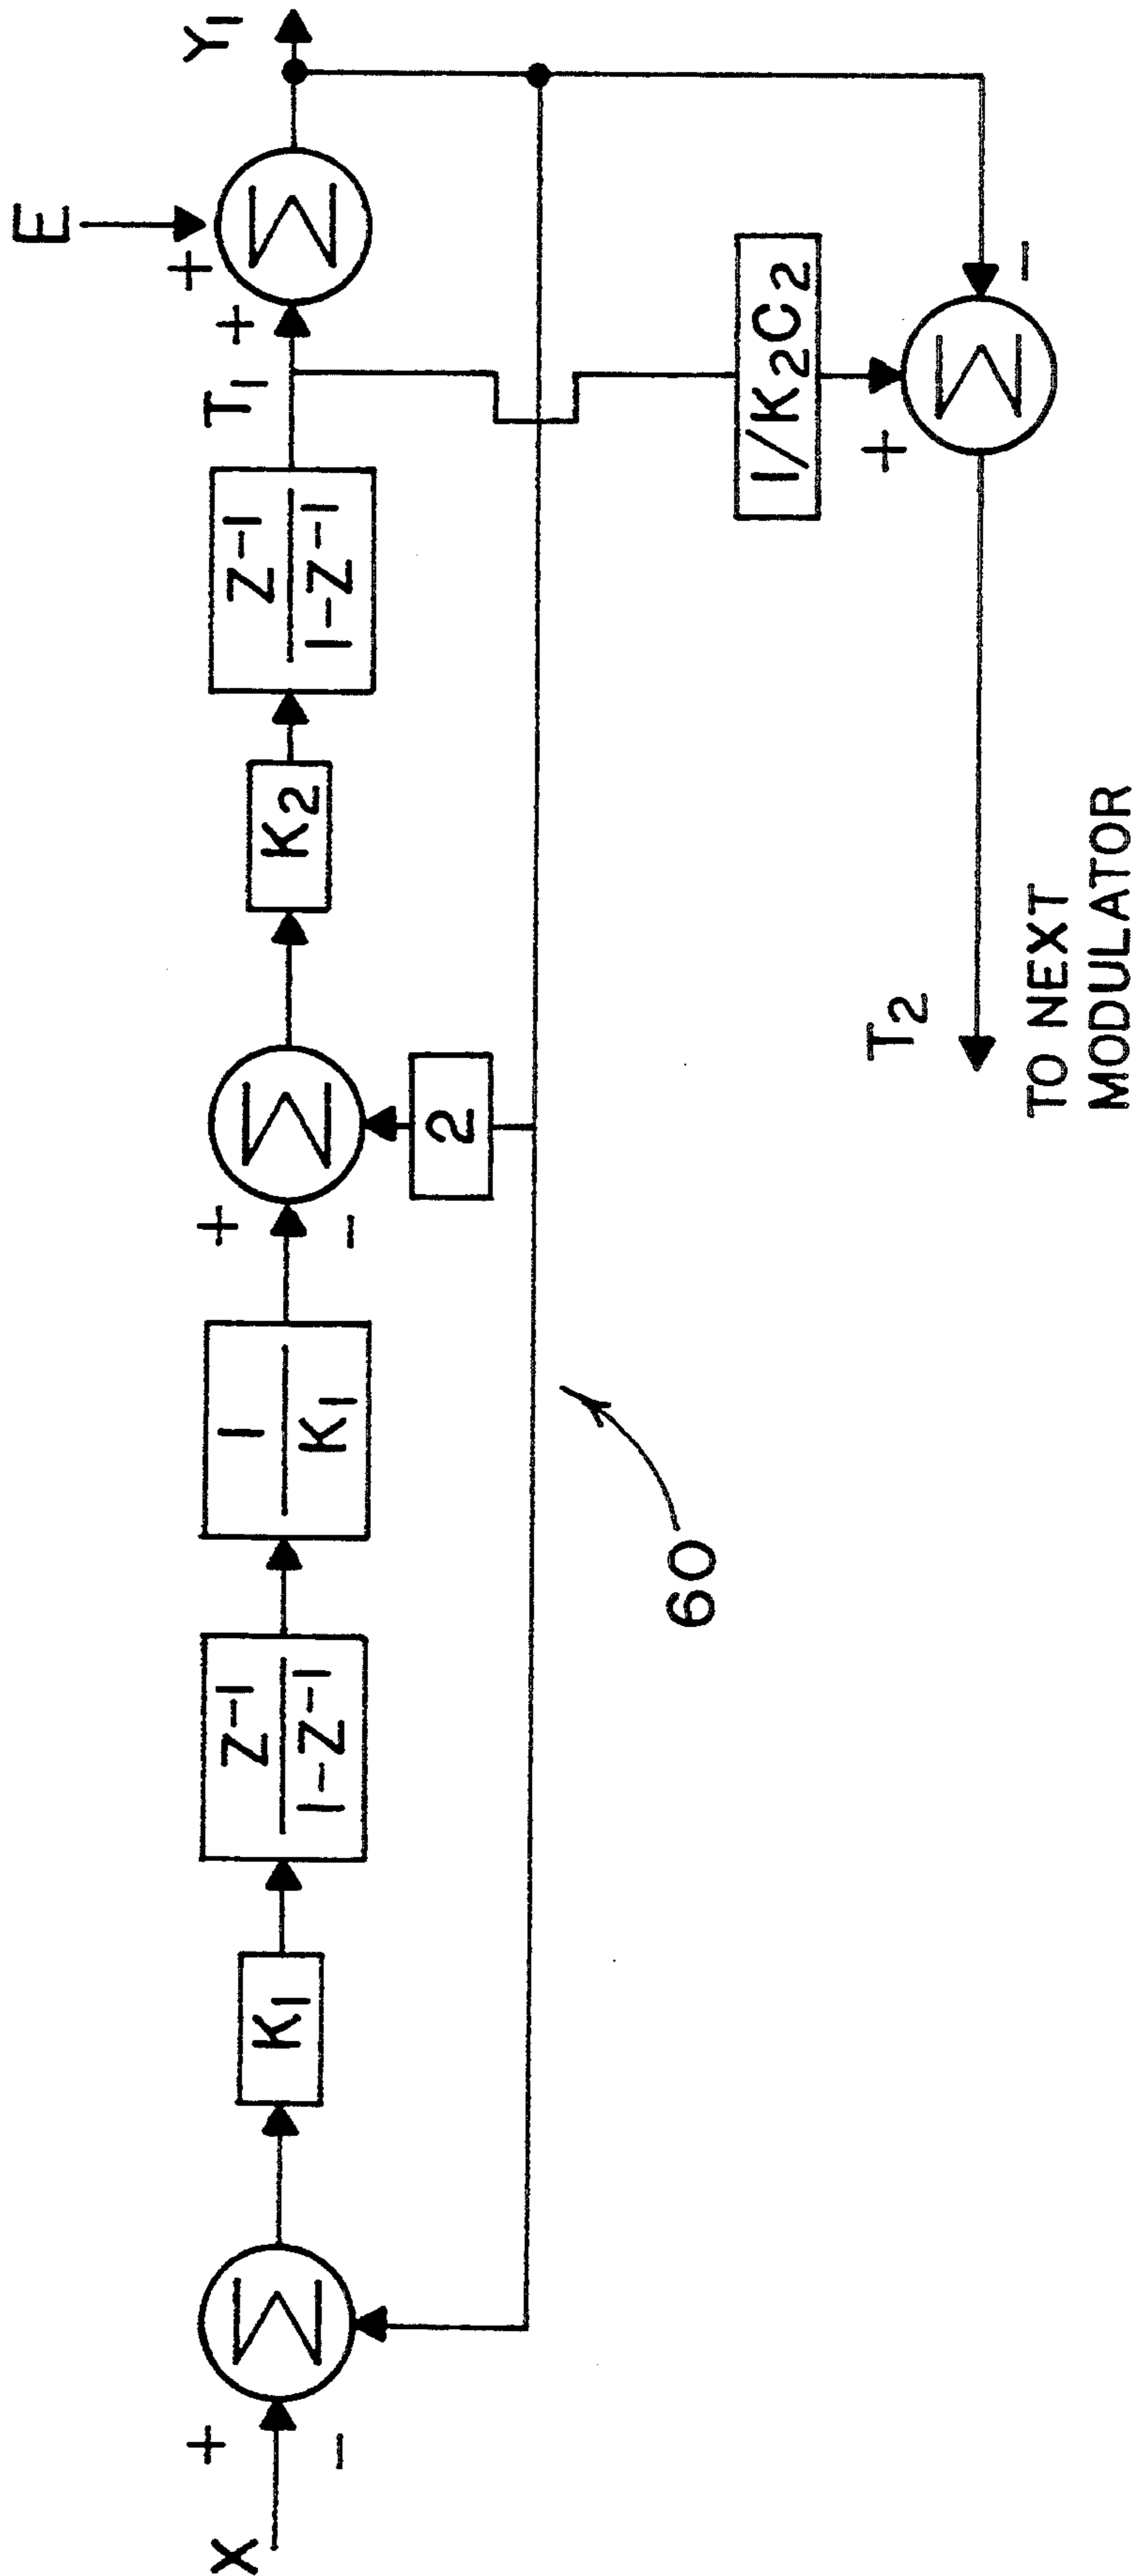 X
+
−
Σ
K₁
Z⁻¹
1−Z⁻¹
1
K₁
+
−
Σ
2
K₂
Z⁻¹
1−Z⁻¹
T₁
+
+
E
Σ
Y₁
60
1/K₂C₂
+
−
Σ
T₂
TO NEXT
MODULATOR